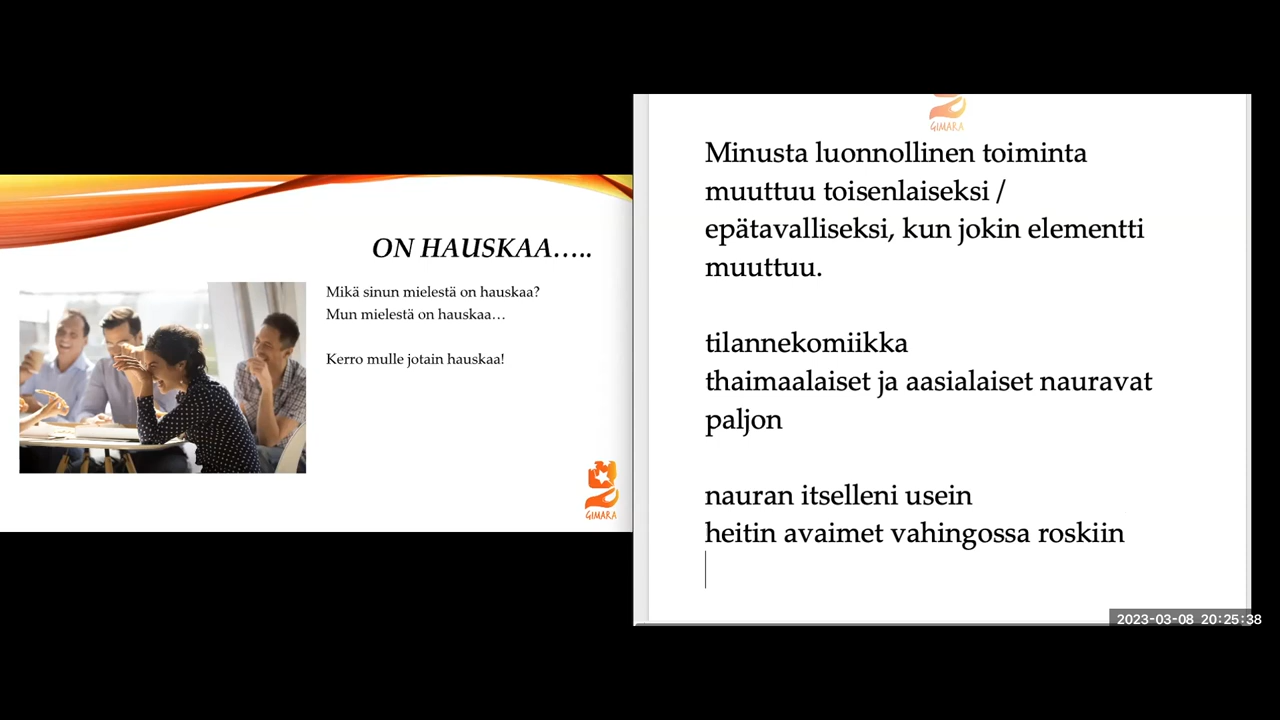 ON HAUSKAA.....
Mikä sinun mielestä on hauskaa?
Mun mielestä on hauskaa...
Kerro mulle jotain hauskaa!
GIMARA
GIMARA
Minusta luonnollinen toiminta
muuttuu toisenlaiseksi /
epätavalliseksi, kun jokin elementti
muuttuu.
tilannekomiikka
thaimaalaiset ja aasialaiset nauravat
paljon
nauran itselleni usein
heitin avaimet vahingossa roskiin
2023-03-08 20:25:38